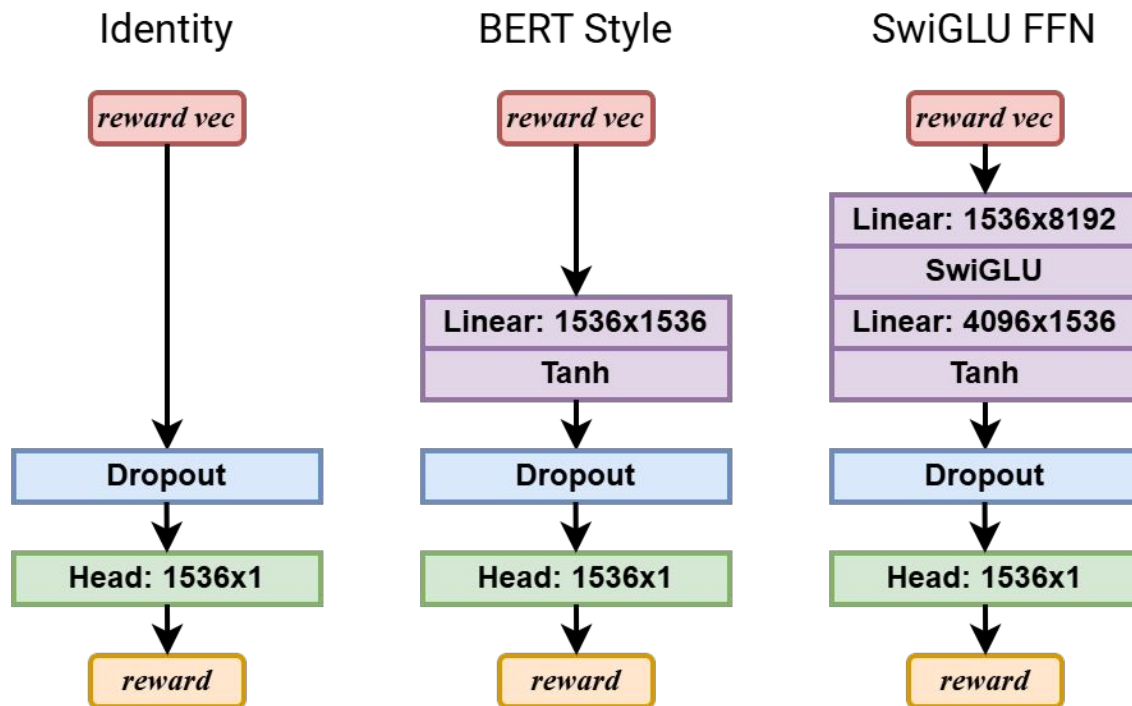 Identity
reward vec
Dropout
Head: 1536x1
reward
BERT Style
reward vec
Linear: 1536x1536
Tanh
Dropout
Head: 1536x1
reward
SwiGLU FFN
reward vec
Linear: 1536x8192
SwiGLU
Linear: 4096x1536
Tanh
Dropout
Head: 1536x1
reward